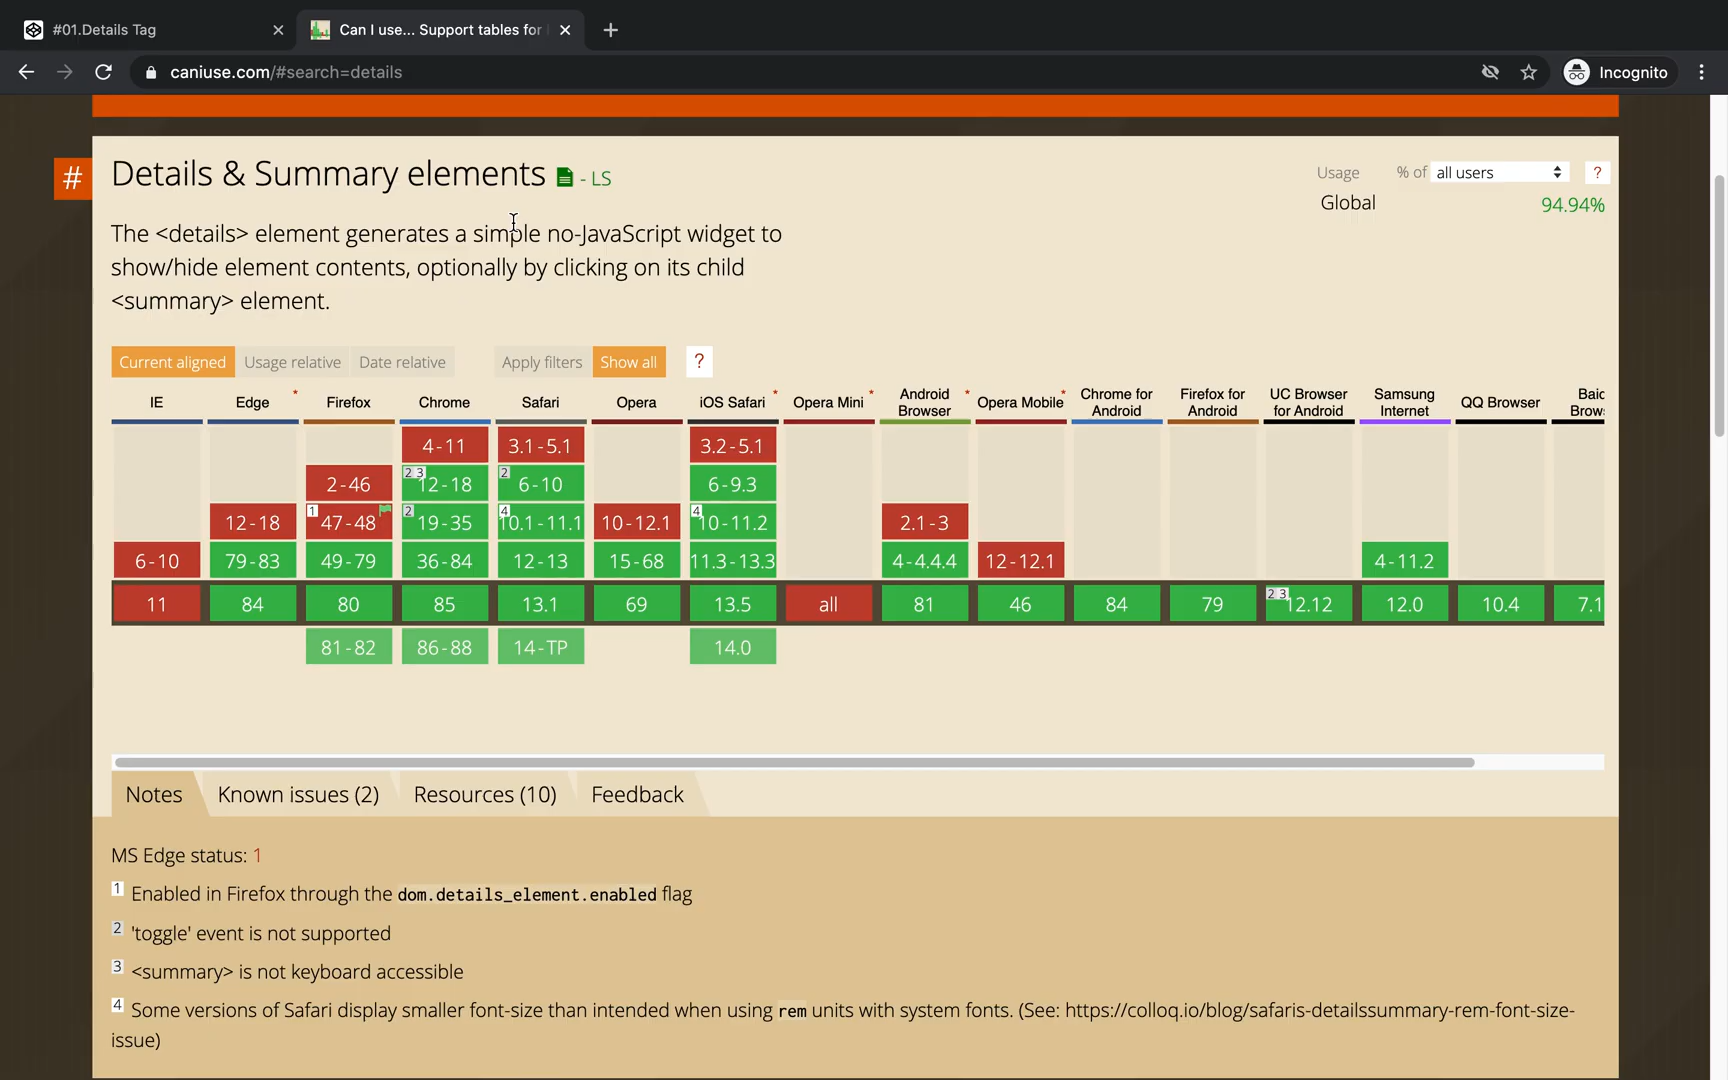 #01.Details Tag
Can I use... Support tables for
caniuse.com/#search=details
Incognito
#
Details & Summary elements - LS
Usage % of all users ?
Global 94.94%
The <details> element generates a simple no-JavaScript widget to
show/hide element contents, optionally by clicking on its child
<summary> element.
Current aligned Usage relative Date relative Apply filters Show all ?
IE Edge * Firefox Chrome Safari Opera iOS Safari * Opera Mini * Android Browser * Opera Mobile * Chrome for Android Firefox for Android UC Browser for Android Samsung Internet QQ Browser
4-11 3.1-5.1 3.2-5.1
2-46 2 3 12-18 2 6-10 6-9.3
12-18 1 47-48 2 19-35 4 10.1-11.1 10-12.1 4 10-11.2 2.1-3
6-10 79-83 49-79 36-84 12-13 15-68 11.3-13.3 4-4.4.4 12-12.1 4-11.2
11 84 80 85 13.1 69 13.5 all 81 46 84 79 2 3 12.12 12.0 10.4 7.1
81-82 86-88 14-TP 14.0
Notes Known issues (2) Resources (10) Feedback
MS Edge status: 1
1 Enabled in Firefox through the dom.details_element.enabled flag
2 'toggle' event is not supported
3 <summary> is not keyboard accessible
4 Some versions of Safari display smaller font-size than intended when using rem units with system fonts. (See: https://colloq.io/blog/safaris-detailssummary-rem-font-size-
issue)